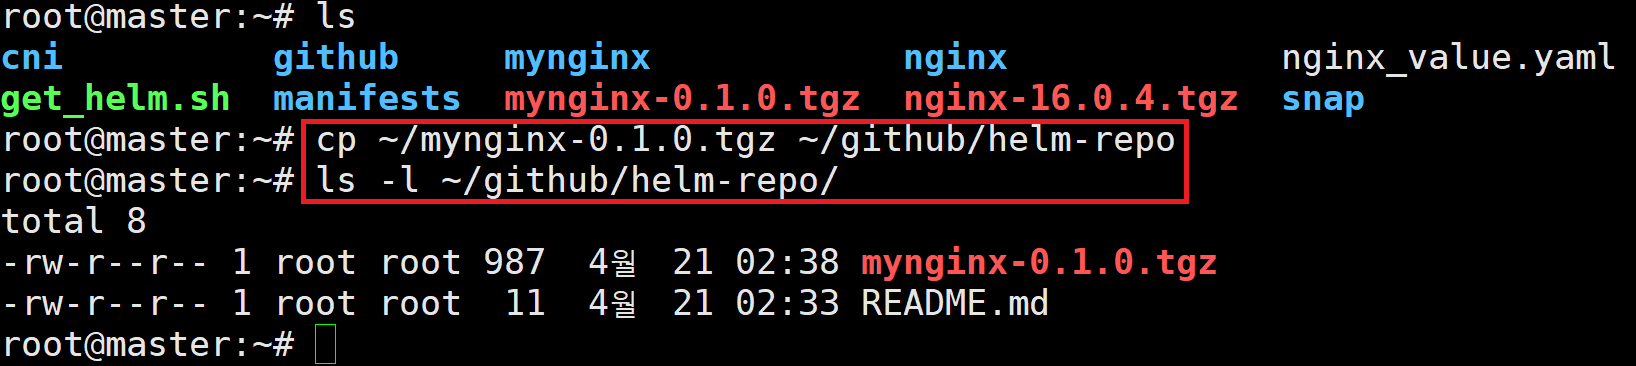 root@master:~# ls
cni          github     mynginx            nginx             nginx_value.yaml
get_helm.sh  manifests  mynginx-0.1.0.tgz  nginx-16.0.4.tgz  snap
root@master:~# cp ~/mynginx-0.1.0.tgz ~/github/helm-repo
root@master:~# ls -l ~/github/helm-repo/
total 8
-rw-r--r-- 1 root root 987  4월  21 02:38 mynginx-0.1.0.tgz
-rw-r--r-- 1 root root  11  4월  21 02:33 README.md
root@master:~#